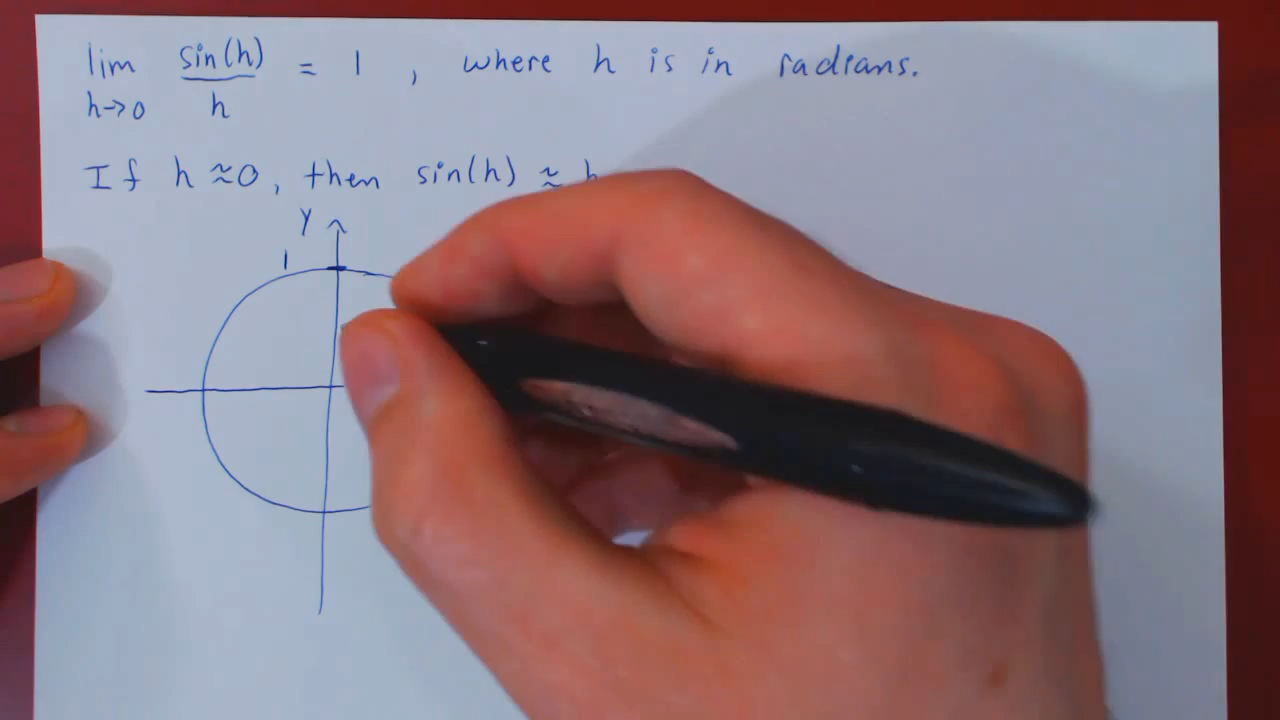 lim sin(h)/h = 1 , where h is in radians.
h→0
If h ≈ 0, then sin(h) ≈
Y
1